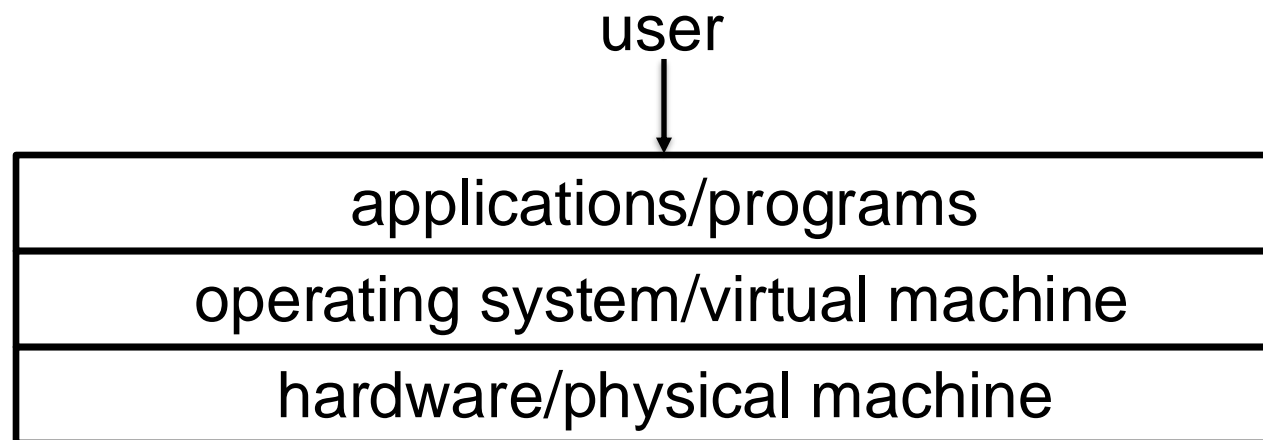 user
applications/programs
operating system/virtual machine
hardware/physical machine